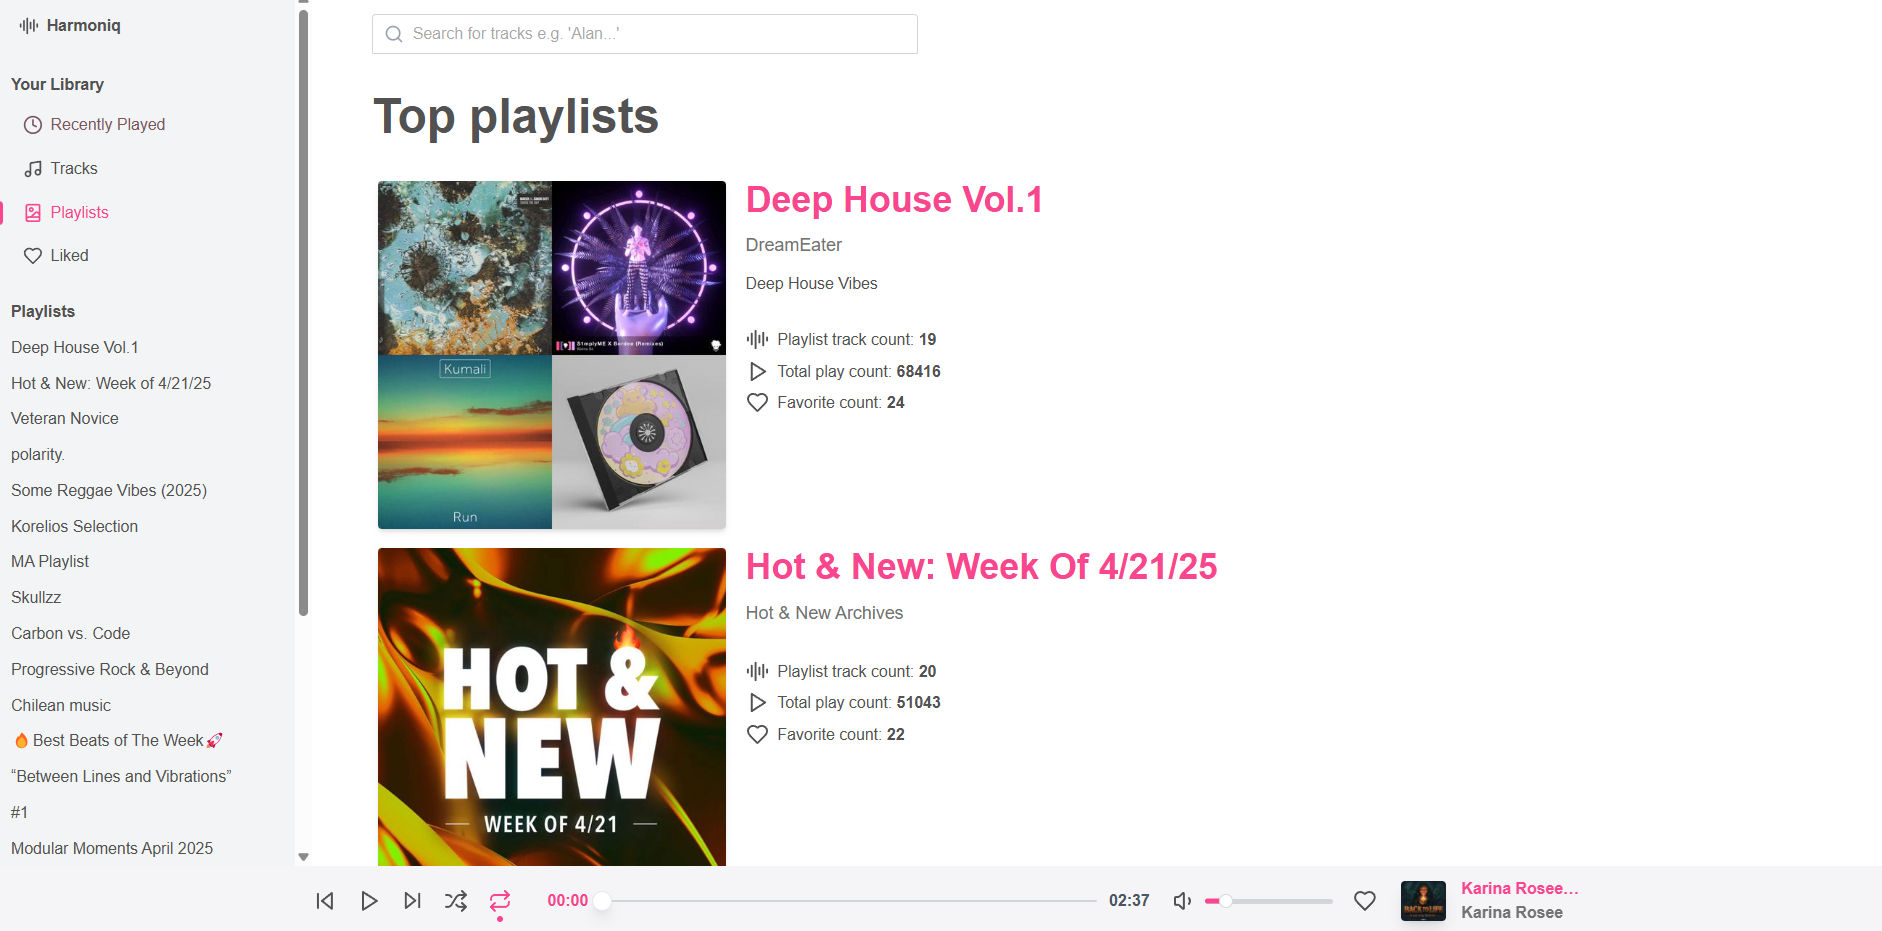 Harmoniq
Your Library
Recently Played
Tracks
Playlists
Liked
Playlists
Deep House Vol.1
Hot & New: Week of 4/21/25
Veteran Novice
polarity.
Some Reggae Vibes (2025)
Korelios Selection
MA Playlist
Skullzz
Carbon vs. Code
Progressive Rock & Beyond
Chilean music
🔥Best Beats of The Week🚀
“Between Lines and Vibrations”
#1
Modular Moments April 2025
Search for tracks e.g. 'Alan...'
Top playlists
S1mplyME X Bordne (Remixes)
Kumali
Run
Deep House Vol.1
DreamEater
Deep House Vibes
Playlist track count: 19
Total play count: 68416
Favorite count: 24
HOT &
NEW
WEEK OF 4/21
Hot & New: Week Of 4/21/25
Hot & New Archives
Playlist track count: 20
Total play count: 51043
Favorite count: 22
00:00
02:37
BACK TO LIFE
Karina Rosee…
Karina Rosee